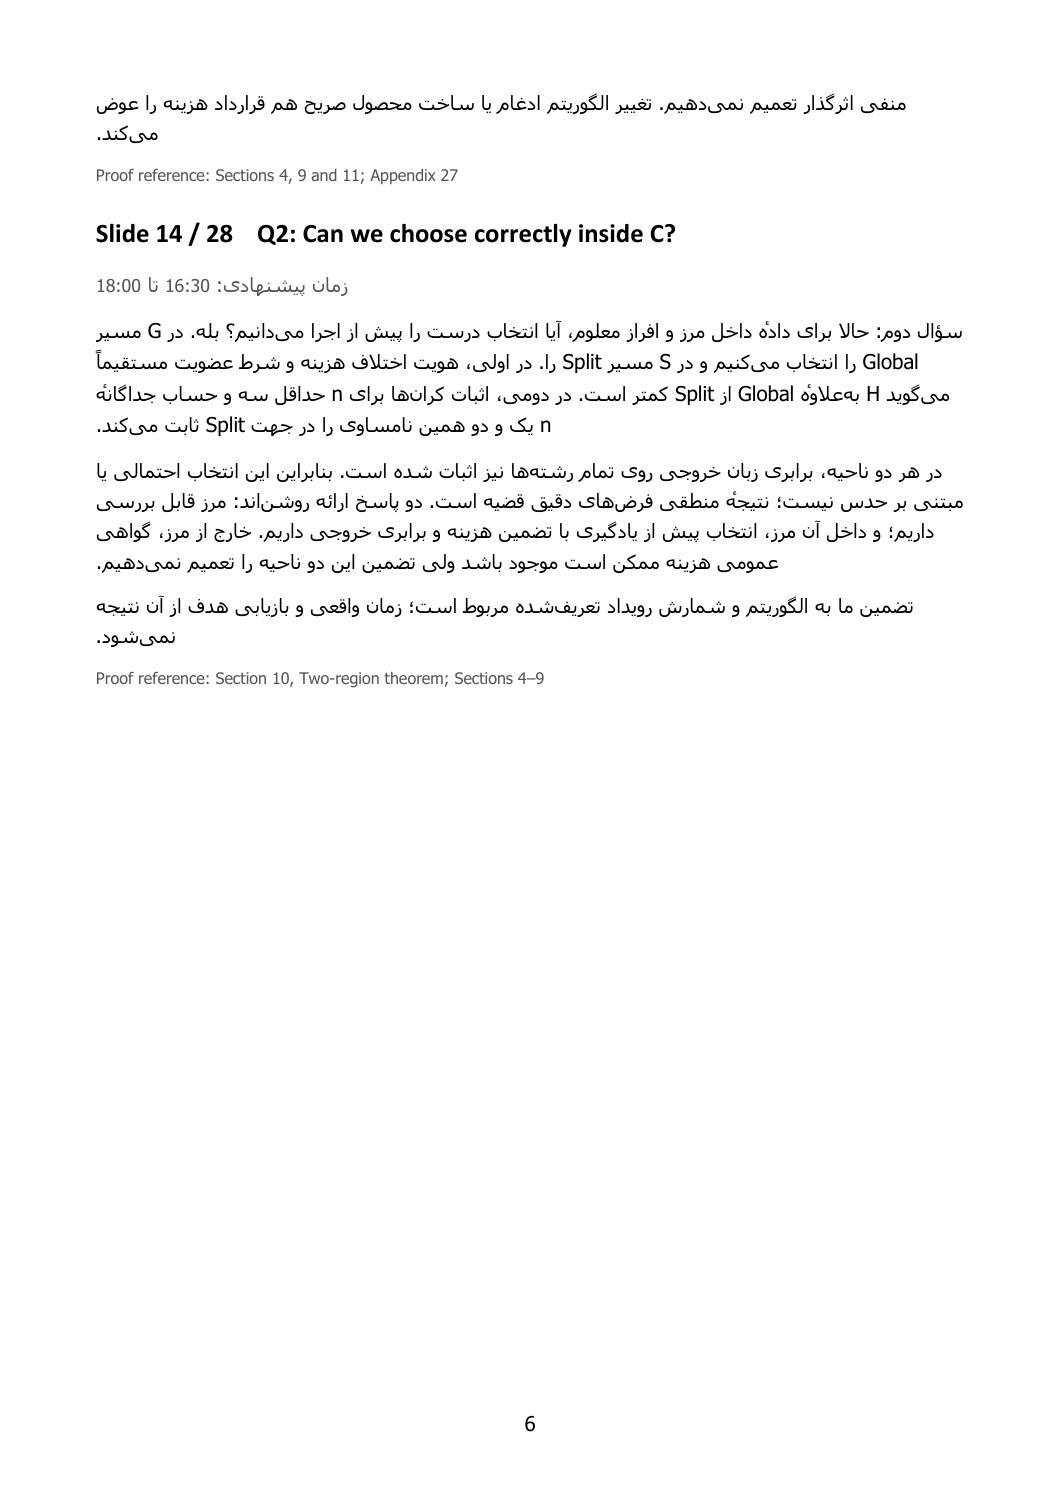 منفی اثرگذار تعمیم نمی‌دهیم. تغییر الگوریتم ادغام یا ساخت محصول صریح هم قرارداد هزینه را عوض
می‌کند.
Proof reference: Sections 4, 9 and 11; Appendix 27
Slide 14 / 28 Q2: Can we choose correctly inside C?
زمان پیشنهادی: 16:30 تا 18:00
سؤال دوم: حالا برای دادهٔ داخل مرز و افراز معلوم، آیا انتخاب درست را پیش از اجرا می‌دانیم؟ بله. در G مسیر
Global را انتخاب می‌کنیم و در S مسیر Split را. در اولی، هویت اختلاف هزینه و شرط عضویت مستقیماً
می‌گوید H به‌علاوهٔ Global از Split کمتر است. در دومی، اثبات کران‌ها برای n حداقل سه و حساب جداگانهٔ
n یک و دو همین نامساوی را در جهت Split ثابت می‌کند.
در هر دو ناحیه، برابری زبان خروجی روی تمام رشته‌ها نیز اثبات شده است. بنابراین این انتخاب احتمالی یا
مبتنی بر حدس نیست؛ نتیجهٔ منطقی فرض‌های دقیق قضیه است. دو پاسخ ارائه روشن‌اند: مرز قابل بررسی
داریم؛ و داخل آن مرز، انتخاب پیش از یادگیری با تضمین هزینه و برابری خروجی داریم. خارج از مرز، گواهی
عمومی هزینه ممکن است موجود باشد ولی تضمین این دو ناحیه را تعمیم نمی‌دهیم.
تضمین ما به الگوریتم و شمارش رویداد تعریف‌شده مربوط است؛ زمان واقعی و بازیابی هدف از آن نتیجه
نمی‌شود.
Proof reference: Section 10, Two-region theorem; Sections 4–9
6